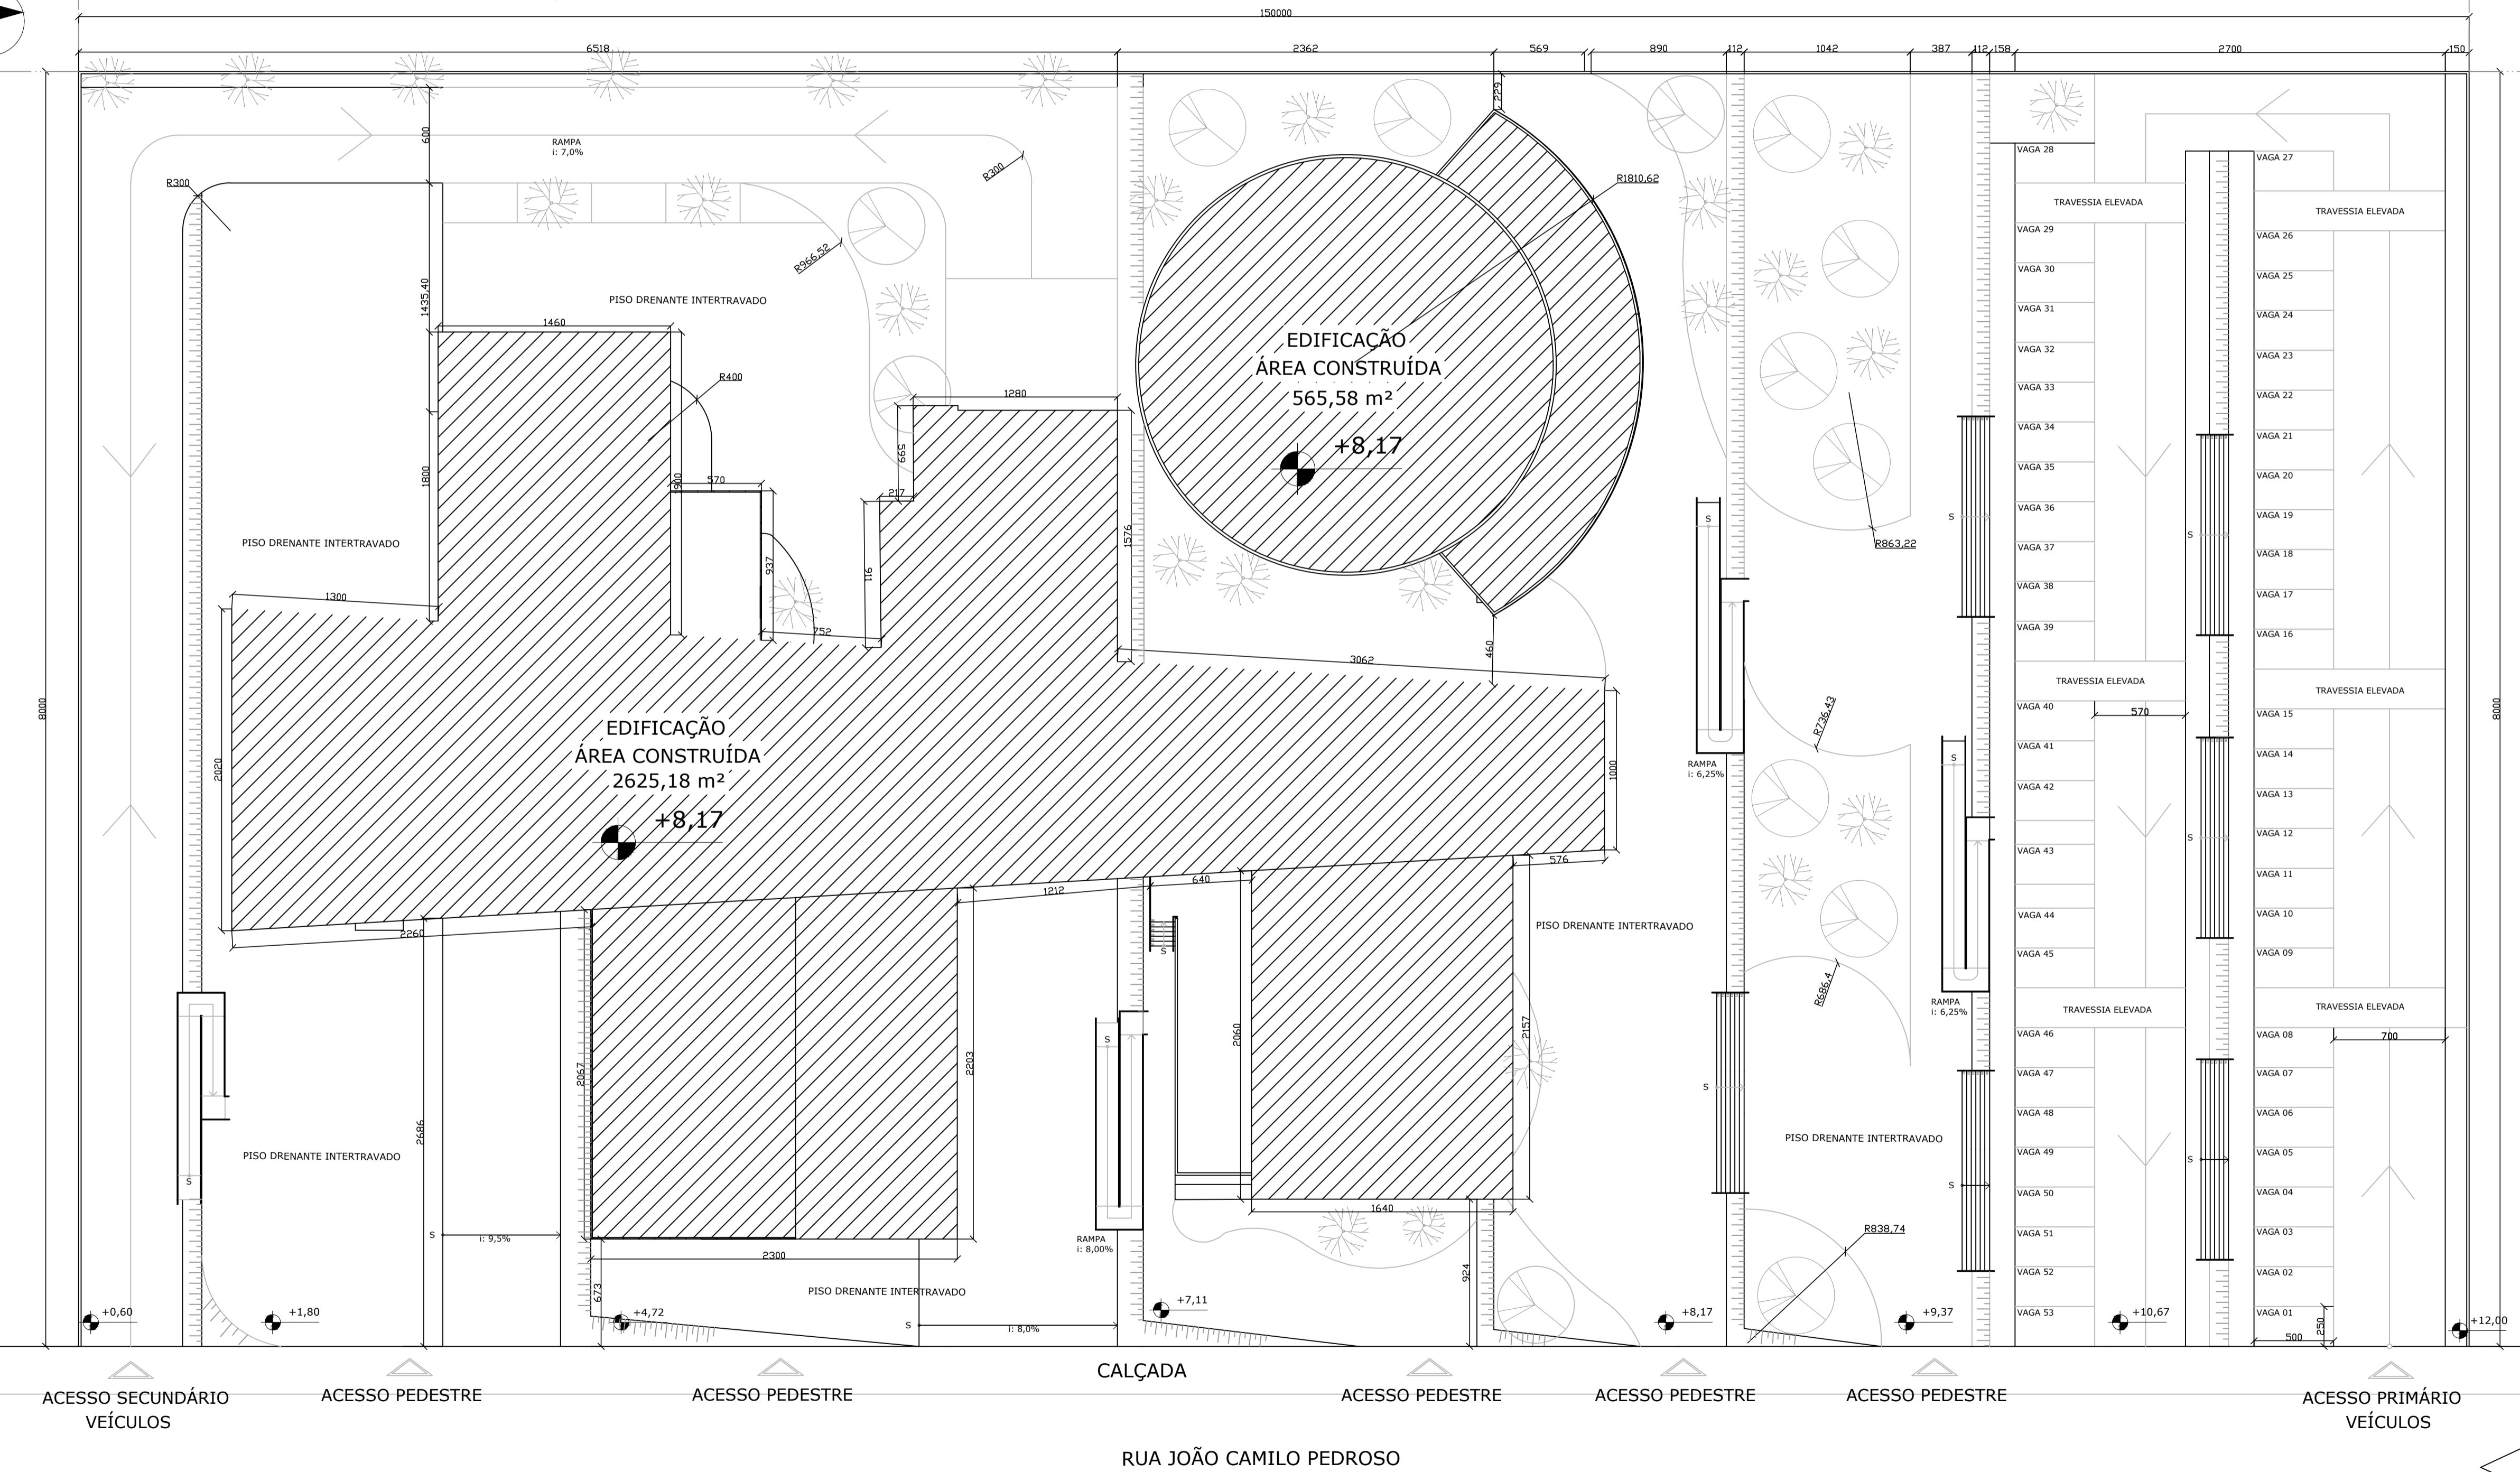 150000
6518
2362
569
890
112
1042
387
112
158
2700
150
229
600
RAMPA
i: 7,0%
R300
R300
R1810,62
R966,52
1435,40
PISO DRENANTE INTERTRAVADO
1460
R400
1280
EDIFICAÇÃO
ÁREA CONSTRUÍDA
565,58 m²
+8,17
1800
1900
570
665
217
1576
937
911
PISO DRENANTE INTERTRAVADO
1300
752
3062
460
R863,22
R736,43
8000
8000
EDIFICAÇÃO
ÁREA CONSTRUÍDA
2625,18 m²
+8,17
2020
1000
RAMPA
i: 6,25%
576
640
1212
2260
PISO DRENANTE INTERTRAVADO
S
S
S
S
S
S
S
S
S
S
S
S
S
S
R686,4
RAMPA
i: 6,25%
2067
2203
2060
2157
2686
PISO DRENANTE INTERTRAVADO
PISO DRENANTE INTERTRAVADO
1640
R838,74
i: 9,5%
RAMPA
i: 8,00%
2300
673
PISO DRENANTE INTERTRAVADO
924
i: 8,0%
VAGA 28
TRAVESSIA ELEVADA
VAGA 29
VAGA 30
VAGA 31
VAGA 32
VAGA 33
VAGA 34
VAGA 35
VAGA 36
VAGA 37
VAGA 38
VAGA 39
TRAVESSIA ELEVADA
VAGA 40
570
VAGA 41
VAGA 42
VAGA 43
VAGA 44
VAGA 45
TRAVESSIA ELEVADA
VAGA 46
VAGA 47
VAGA 48
VAGA 49
VAGA 50
VAGA 51
VAGA 52
VAGA 53
VAGA 27
TRAVESSIA ELEVADA
VAGA 26
VAGA 25
VAGA 24
VAGA 23
VAGA 22
VAGA 21
VAGA 20
VAGA 19
VAGA 18
VAGA 17
VAGA 16
TRAVESSIA ELEVADA
VAGA 15
VAGA 14
VAGA 13
VAGA 12
VAGA 11
VAGA 10
VAGA 09
TRAVESSIA ELEVADA
VAGA 08
700
VAGA 07
VAGA 06
VAGA 05
VAGA 04
VAGA 03
VAGA 02
VAGA 01
250
500
+0,60
+1,80
+4,72
+7,11
+8,17
+9,37
+10,67
+12,00
CALÇADA
ACESSO SECUNDÁRIO
VEÍCULOS
ACESSO PEDESTRE
ACESSO PEDESTRE
ACESSO PEDESTRE
ACESSO PEDESTRE
ACESSO PEDESTRE
ACESSO PRIMÁRIO
VEÍCULOS
RUA JOÃO CAMILO PEDROSO